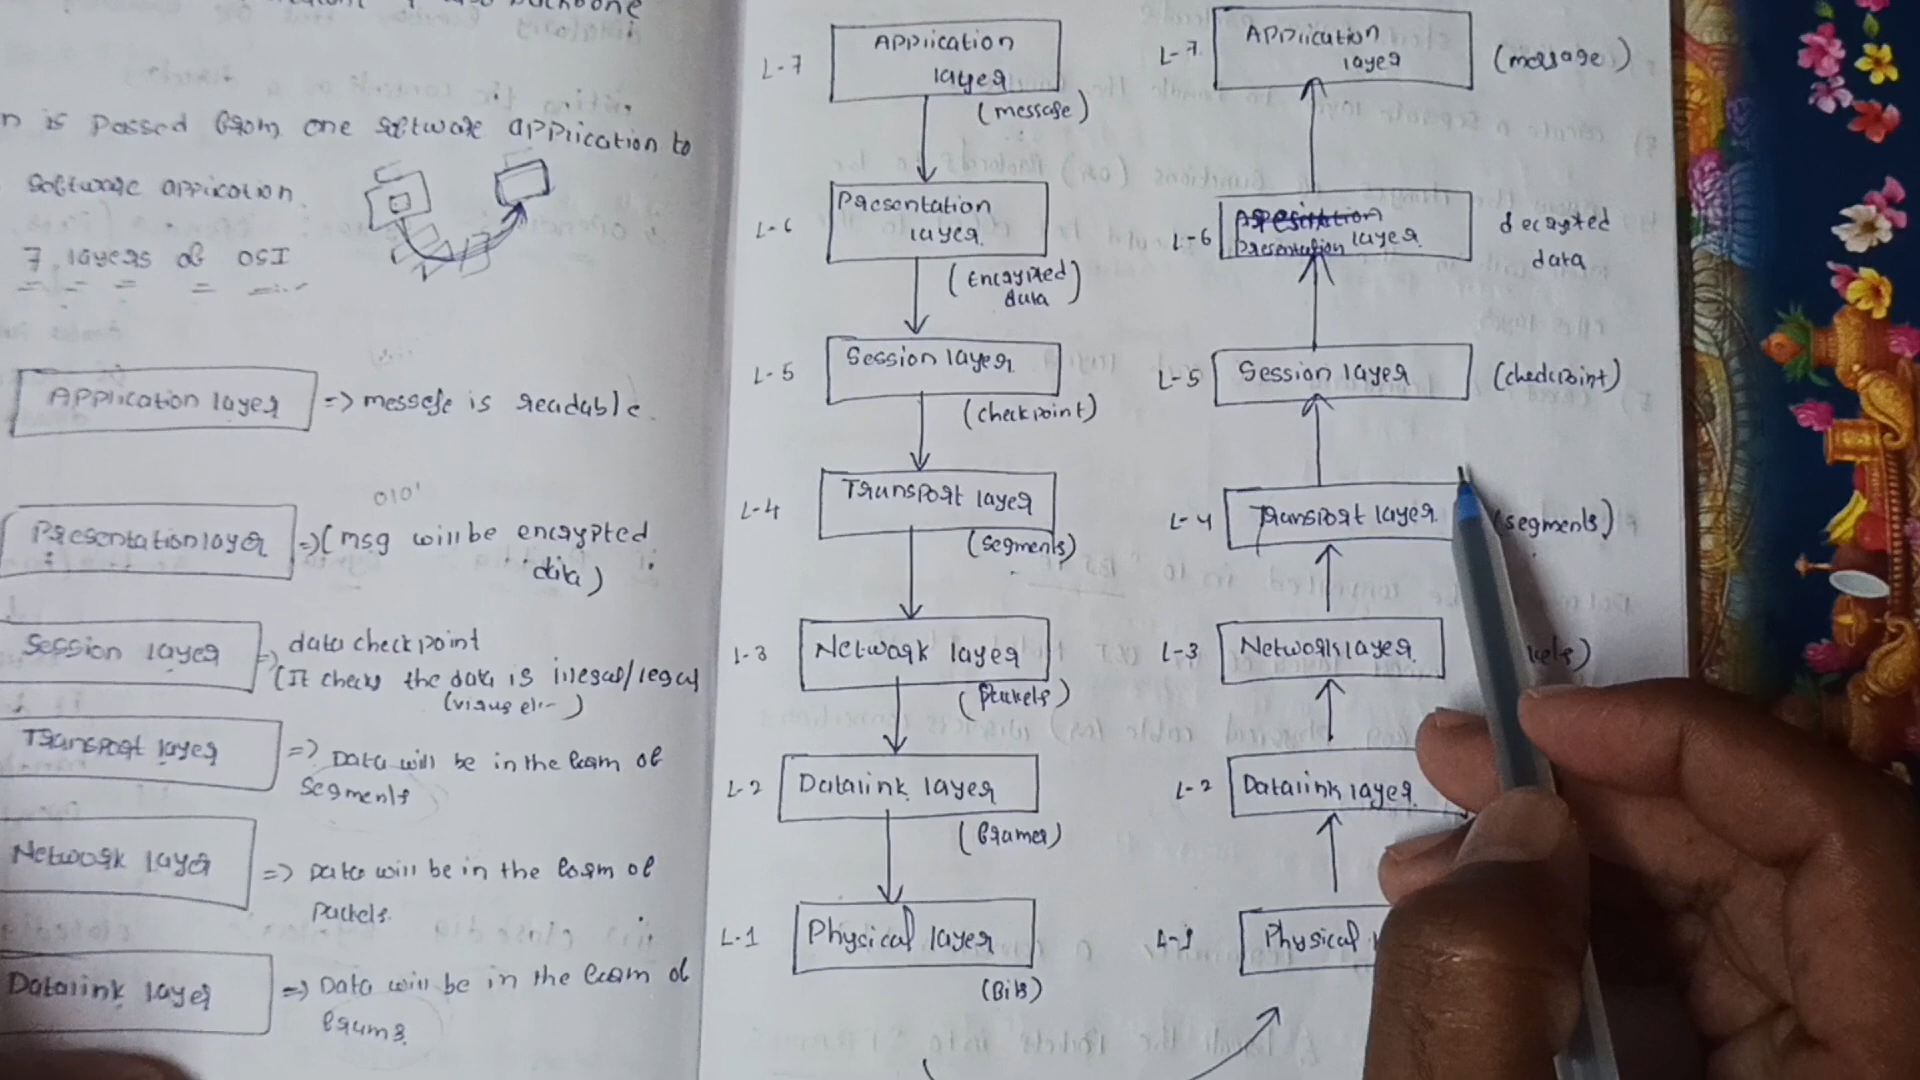 n is passed from one software application to
software application.
7 layers of OSI
Application layer => message is readable.
0101
Presentation layer => (msg will be encrypted
data)
Session layer => data checkpoint
(It checks the data is illegal/legal
(virus etc--)
Transport layer => Data will be in the form of
segments
Network layer => Data will be in the form of
packets.
Datalink layer => Data will be in the form of
frams.
L-7 Application
layer
(message)
L-6 Presentation
layer
(Encrypted
data)
L-5 Session layer
(check point)
L-4 Transport layer
(segments)
L-3 Network layer
(packets)
L-2 Datalink layer
(frames)
L-1 Physical layer
(Bits)
L-7 Application
layer (message)
L-6 Presentation layer decrypted
data
L-5 Session layer (checkpoint)
L-4 Transport layer (segments)
L-3 Network layer kets)
L-2 Datalink layer
L-1 Physical